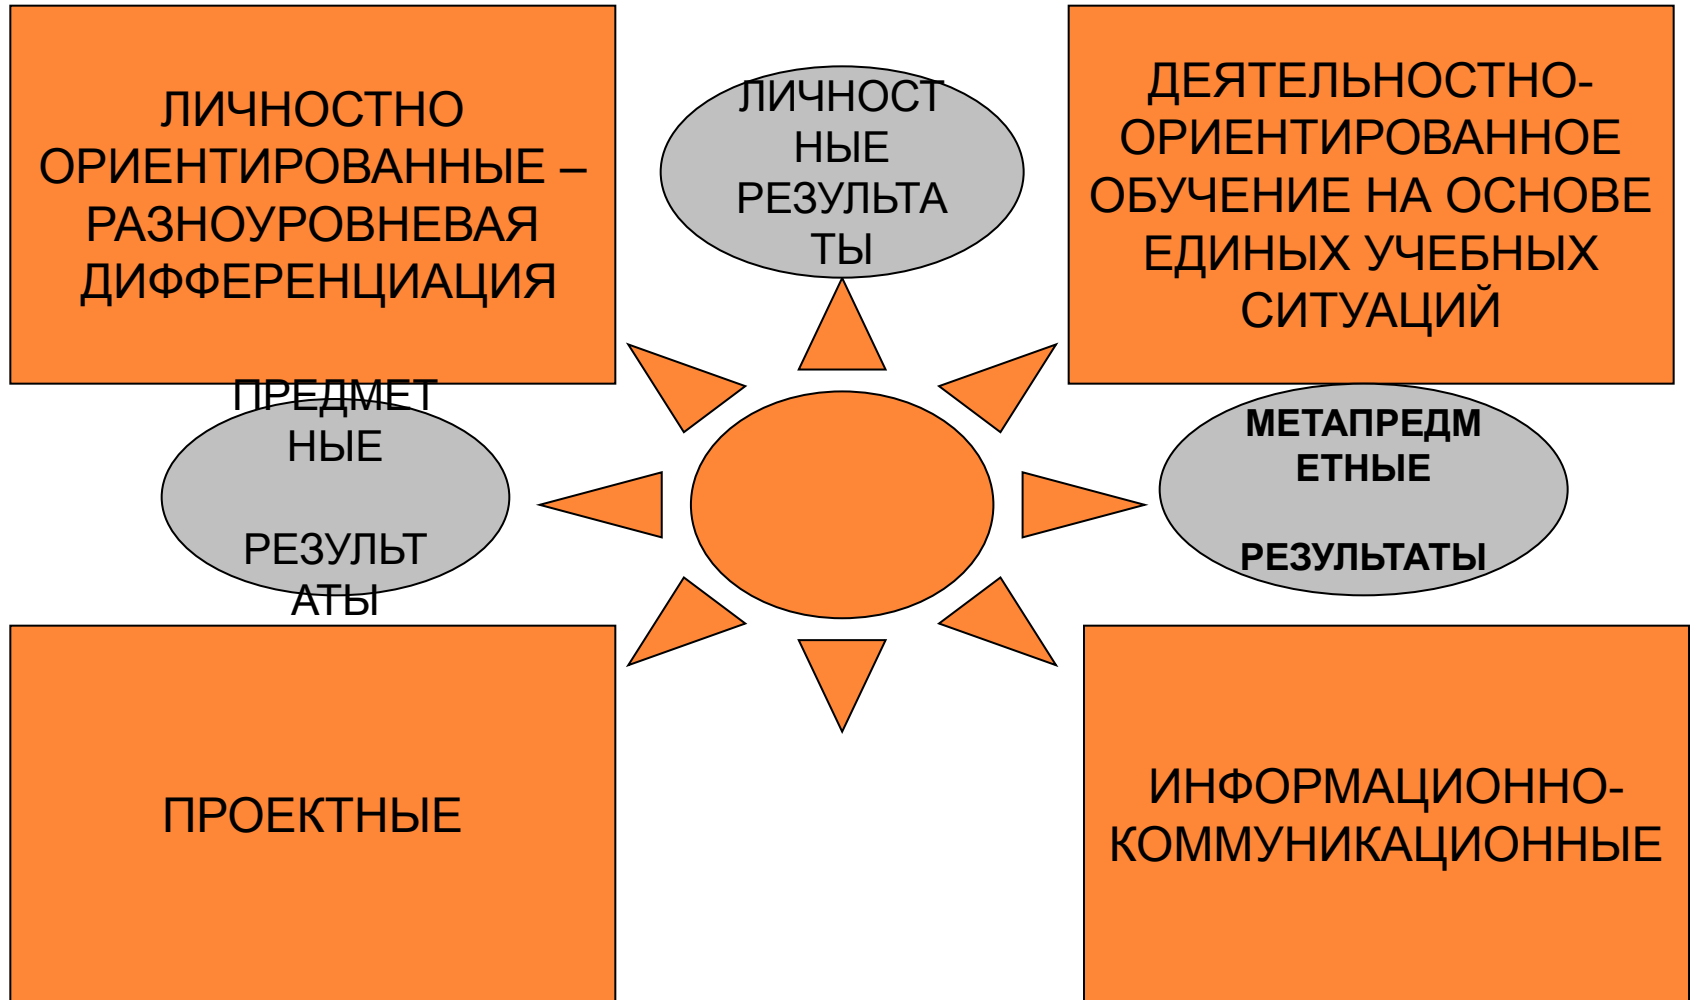 ЛИЧНОСТНО
ОРИЕНТИРОВАННЫЕ –
РАЗНОУРОВНЕВАЯ
ДИФФЕРЕНЦИАЦИЯ
ЛИЧНОСТ
НЫЕ
РЕЗУЛЬТА
ТЫ
ДЕЯТЕЛЬНОСТНО-
ОРИЕНТИРОВАННОЕ
ОБУЧЕНИЕ НА ОСНОВЕ
ЕДИНЫХ УЧЕБНЫХ
СИТУАЦИЙ
ПРЕДМЕТ
НЫЕ
РЕЗУЛЬТ
АТЫ
МЕТАПРЕДМ
ЕТНЫЕ
РЕЗУЛЬТАТЫ
ПРОЕКТНЫЕ
ИНФОРМАЦИОННО-
КОММУНИКАЦИОННЫЕ